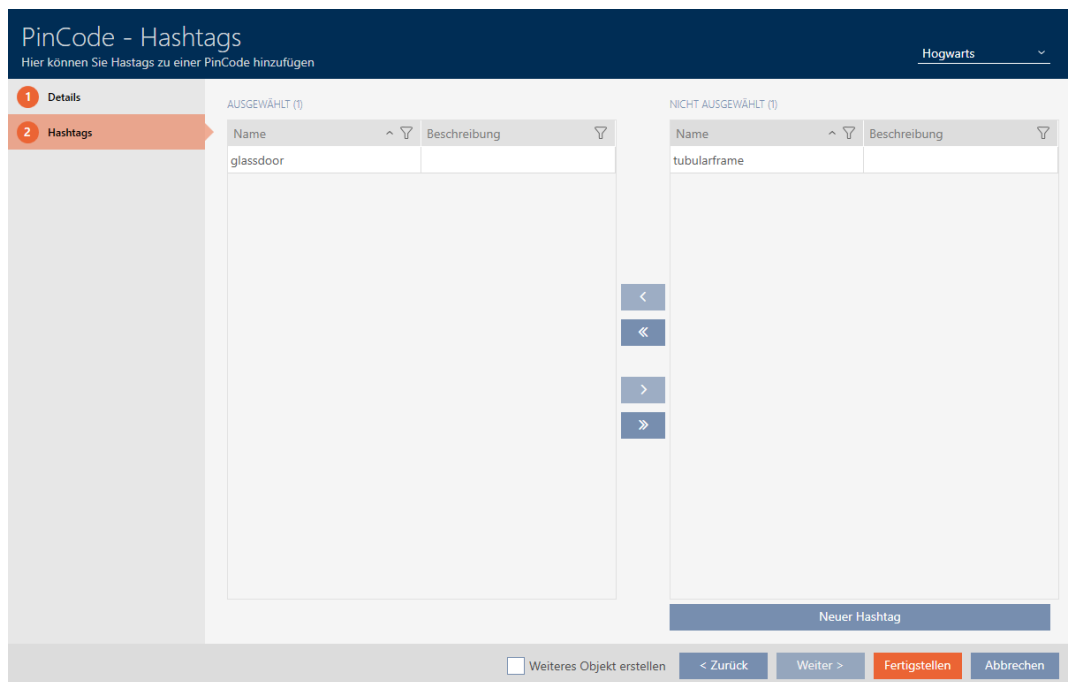 PinCode - Hashtags
Hier können Sie Hastags zu einer PinCode hinzufügen
Hogwarts
1 Details
2 Hashtags
AUSGEWÄHLT (1)
Name Beschreibung
glassdoor
NICHT AUSGEWÄHLT (1)
Name Beschreibung
tubularframe
Neuer Hashtag
Weiteres Objekt erstellen
< Zurück
Weiter >
Fertigstellen
Abbrechen